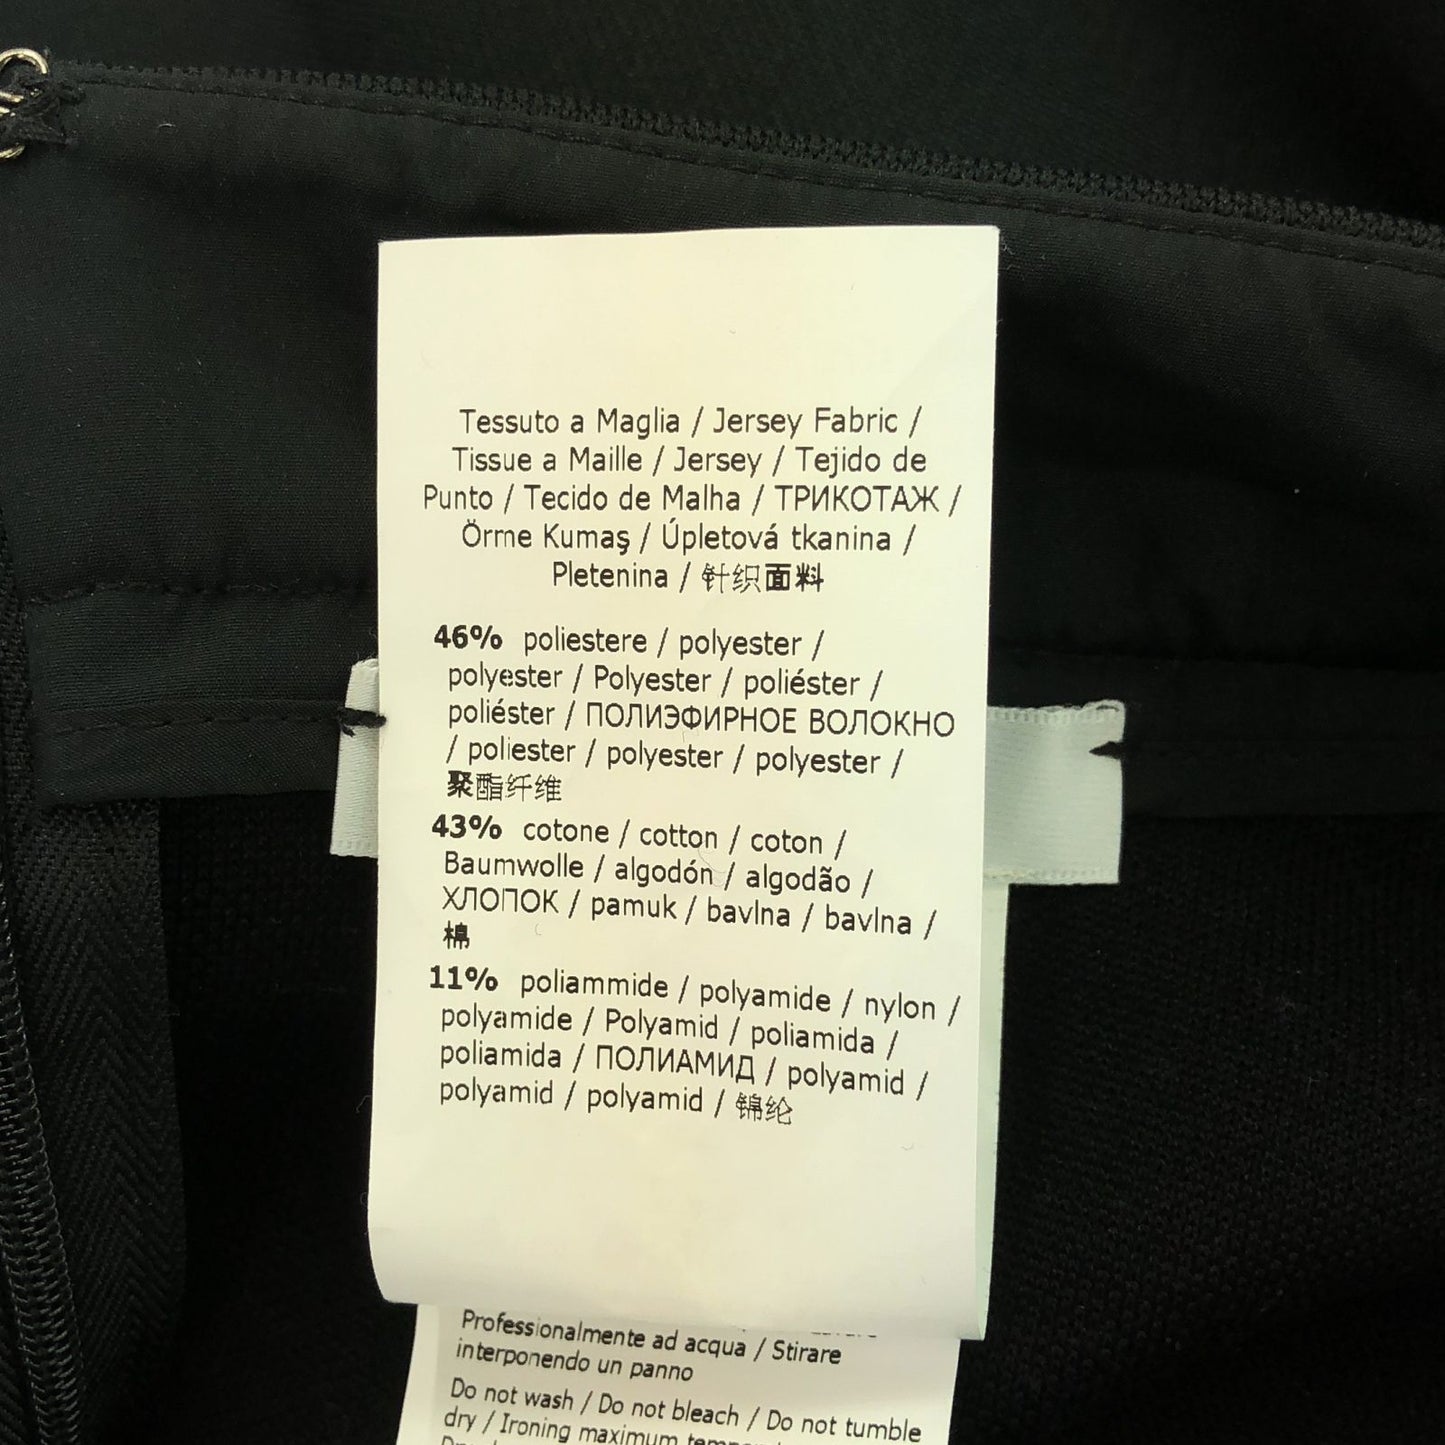 Tessuto a Maglia / Jersey Fabric /
Tissue a Maille / Jersey / Tejido de
Punto / Tecido de Malha / ТРИКОТАЖ /
Örme Kumaş / Úpletová tkanina /
Pletenina / 针织面料
46% poliestere / polyester /
polyester / Polyester / poliéster /
poliéster / ПОЛИЭФИРНОЕ ВОЛОКНО
/ poliester / polyester / polyester /
聚酯纤维
43% cotone / cotton / coton /
Baumwolle / algodón / algodão /
ХЛОПОК / pamuk / bavlna / bavlna /
棉
11% poliammide / polyamide / nylon /
polyamide / Polyamid / poliamida /
poliamida / ПОЛИАМИД / polyamid /
polyamid / polyamid / 锦纶
Professionalmente ad acqua / Stirare
interponendo un panno
Do not wash / Do not bleach / Do not tumble
dry / Ironing maximum